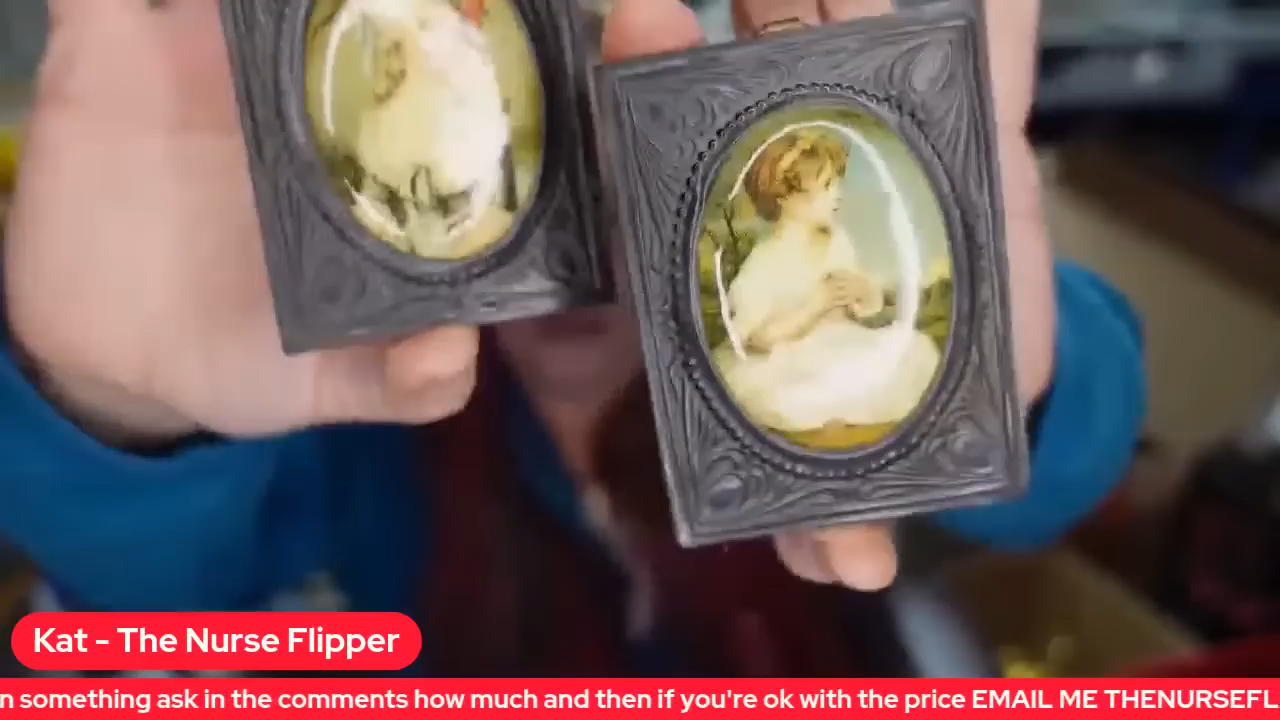 Kat - The Nurse Flipper
n something ask in the comments how much and then if you're ok with the price EMAIL ME THENURSEFL